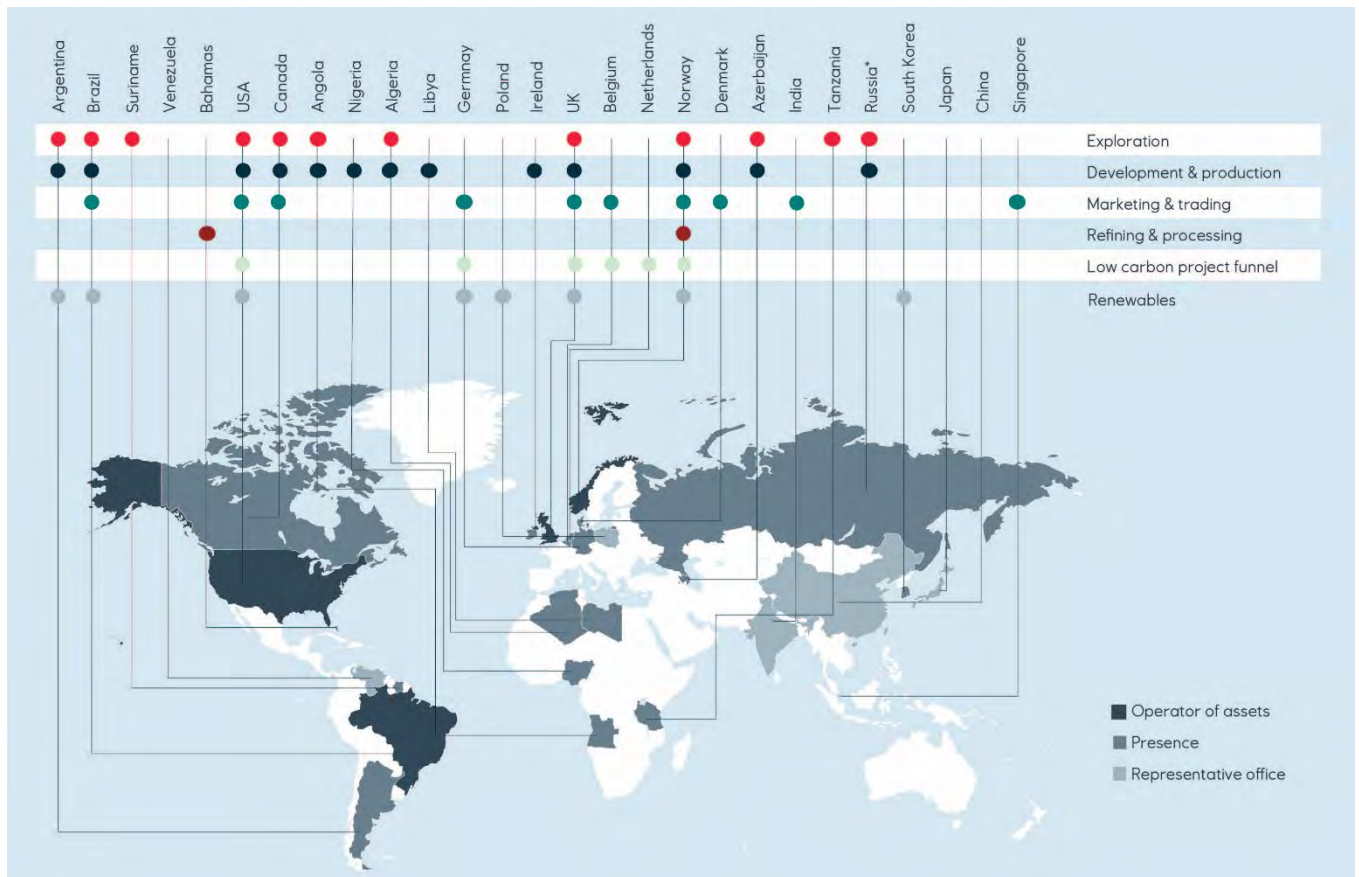 Argentina
Brazil
Suriname
Venezuela
Bahamas
USA
Canada
Angola
Nigeria
Algeria
Libya
Germnay
Poland
Ireland
UK
Belgium
Netherlands
Norway
Denmark
Azerbaijan
India
Tanzania
Russia*
South Korea
Japan
China
Singapore
Exploration
Development & production
Marketing & trading
Refining & processing
Low carbon project funnel
Renewables
Operator of assets
Presence
Representative office